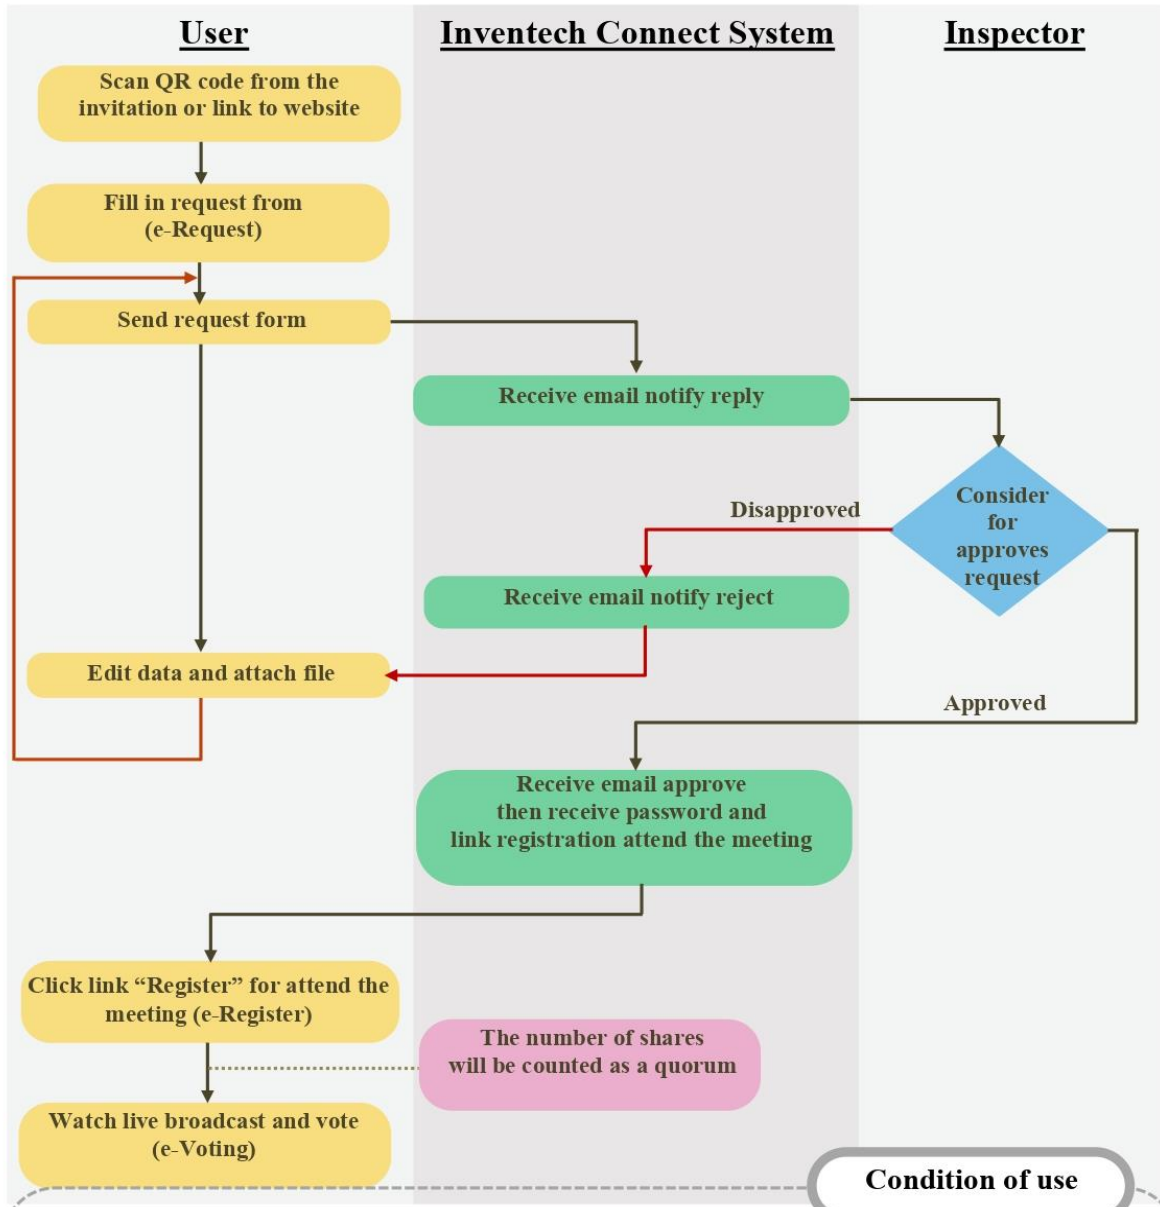 User
Inventech Connect System
Inspector
Scan QR code from the
invitation or link to website
Fill in request from
(e-Request)
Send request form
Receive email notify reply
Consider
for
approves
request
Disapproved
Receive email notify reject
Edit data and attach file
Approved
Receive email approve
then receive password and
link registration attend the meeting
Click link “Register” for attend the
meeting (e-Register)
The number of shares
will be counted as a quorum
Watch live broadcast and vote
(e-Voting)
Condition of use